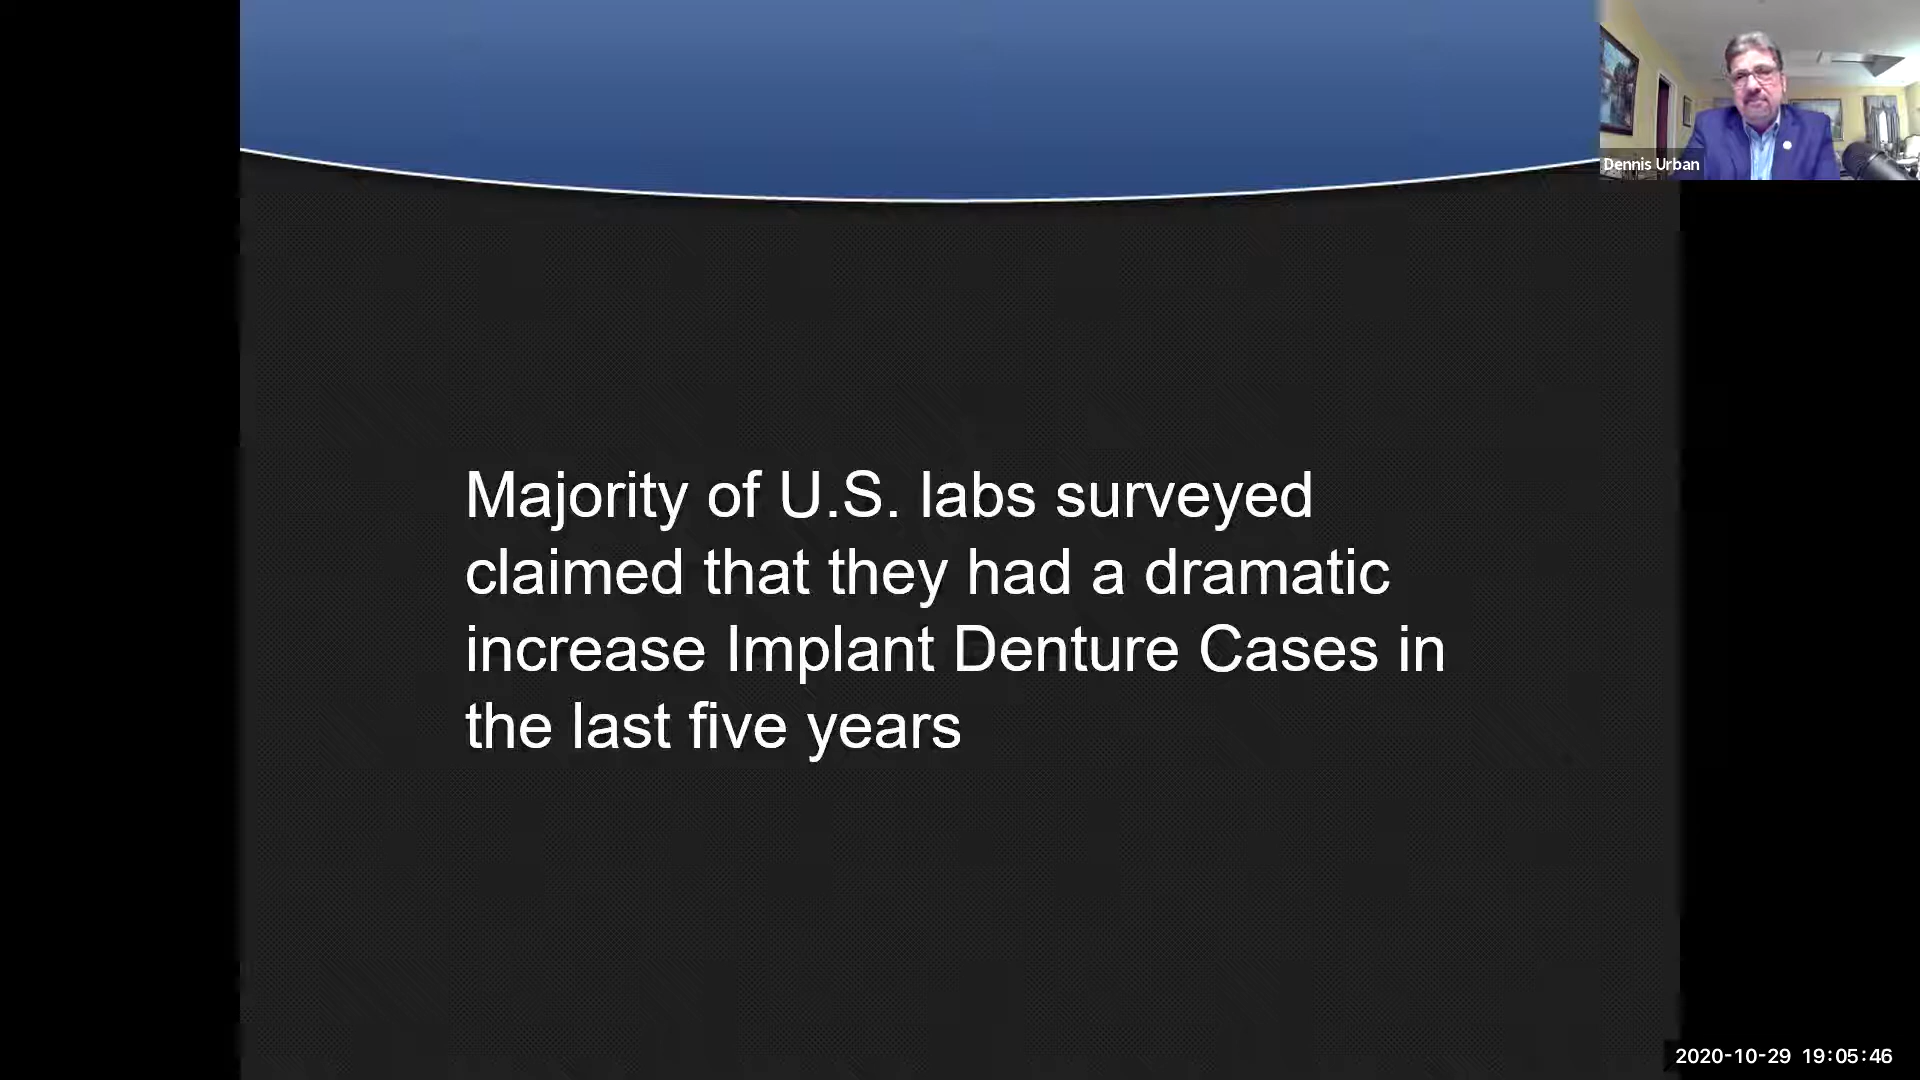 Dennis Urban
Majority of U.S. labs surveyed
claimed that they had a dramatic
increase Implant Denture Cases in
the last five years
2020-10-29 19:05:46